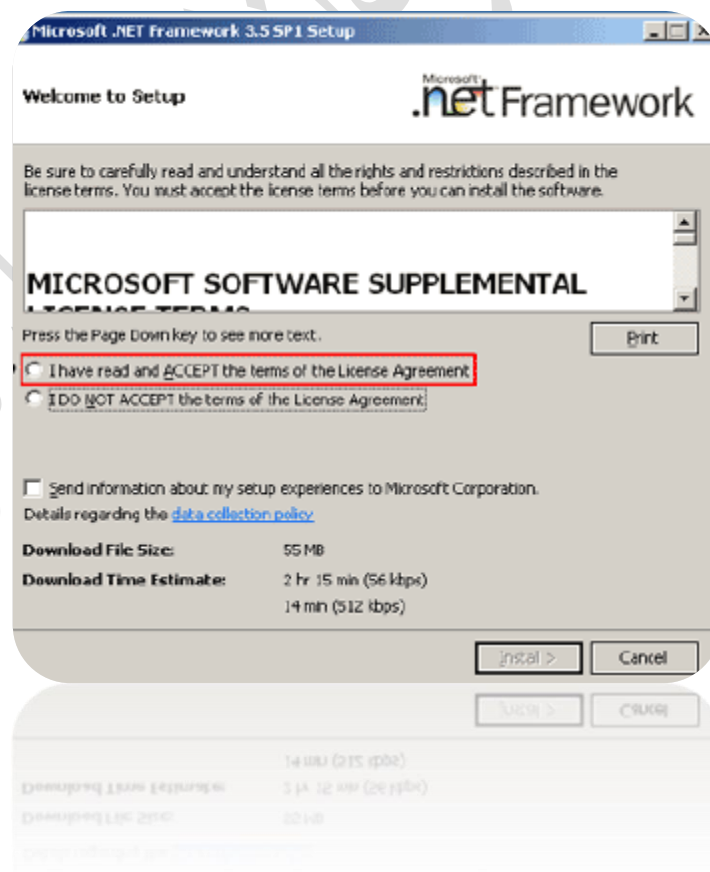 Microsoft .NET Framework 3.5 SP1 Setup
Welcome to Setup
Microsoft
.net Framework
Be sure to carefully read and understand all the rights and restrictions described in the
license terms. You must accept the license terms before you can install the software.
MICROSOFT SOFTWARE SUPPLEMENTAL
LICENSE TERMS
Press the Page Down key to see more text.
Print
I have read and ACCEPT the terms of the License Agreement
I DO NOT ACCEPT the terms of the License Agreement
Send information about my setup experiences to Microsoft Corporation.
Details regarding the data collection policy
Download File Size: 55 MB
Download Time Estimate: 2 hr 15 min (56 kbps)
14 min (512 kbps)
Install > Cancel